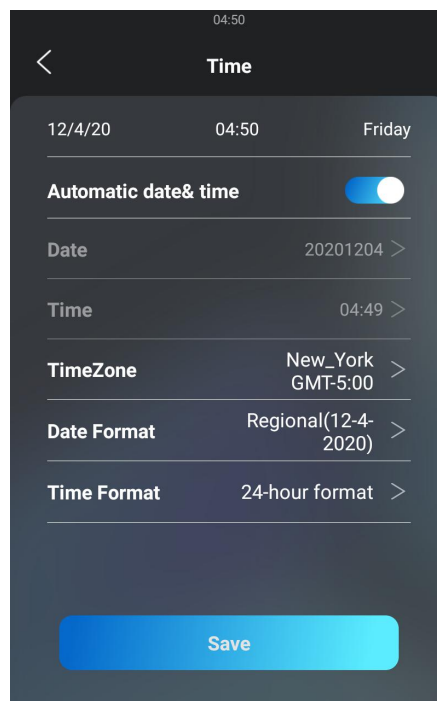 04:50
Time
12/4/20 04:50 Friday
Automatic date& time
Date 20201204
Time 04:49
TimeZone New_York
GMT-5:00
Date Format Regional(12-4-
2020)
Time Format 24-hour format
Save